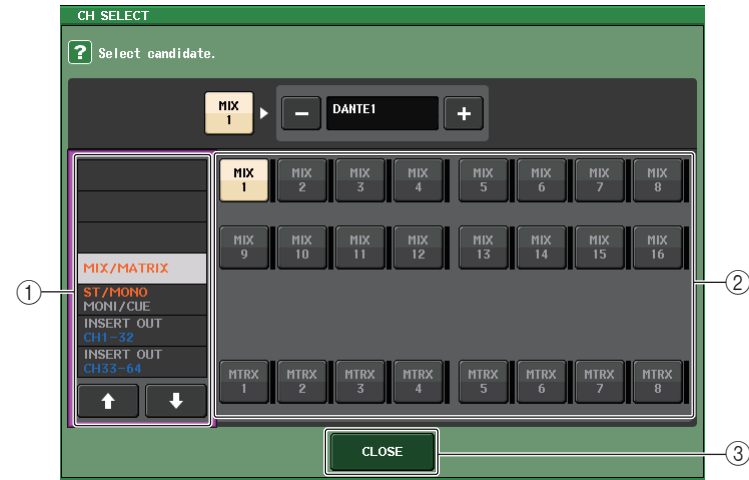 CH SELECT
? Select candidate.
MIX
1
DANTE1
MIX/MATRIX
ST/MONO
MONI/CUE
INSERT OUT
CH1-32
INSERT OUT
CH33-64
MIX MIX MIX MIX MIX MIX MIX MIX
1 2 3 4 5 6 7 8
MIX MIX MIX MIX MIX MIX MIX MIX
9 10 11 12 13 14 15 16
MTRX MTRX MTRX MTRX MTRX MTRX MTRX MTRX
1 2 3 4 5 6 7 8
CLOSE
1
2
3